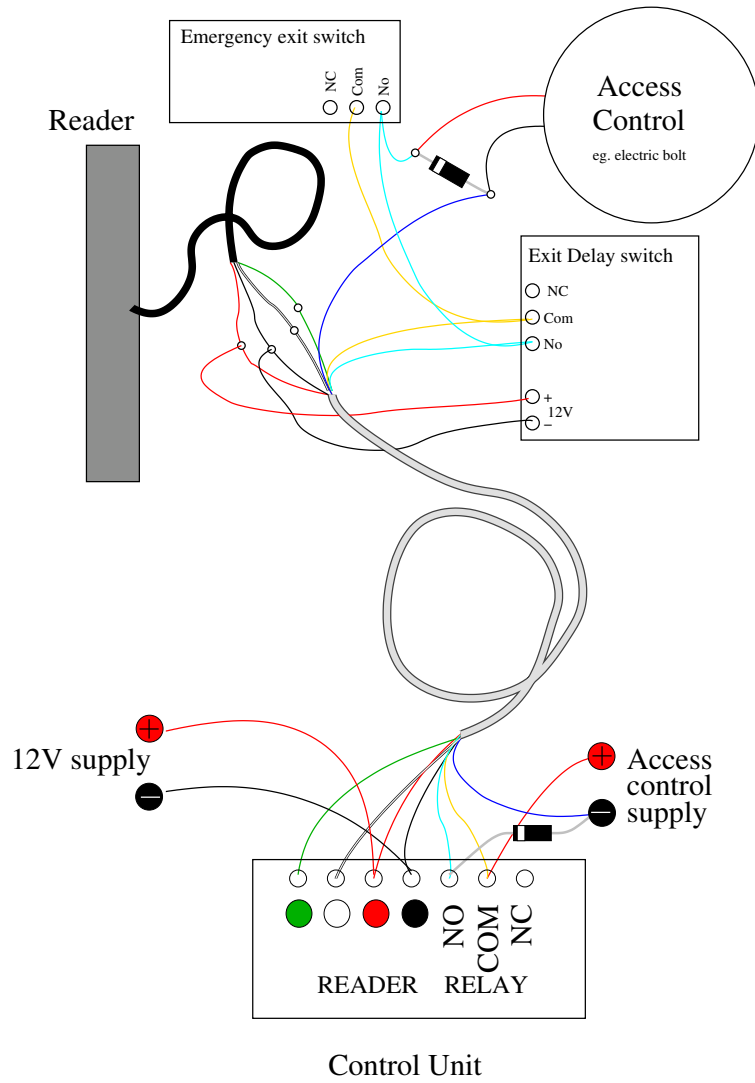 Emergency exit switch
NC
Com
No
Access
Control
eg. electric bolt
Reader
Exit Delay switch
NC
Com
No
+
12V
–
+
12V supply
–
+
Access
control
supply
–
NO
COM
NC
READER RELAY
Control Unit